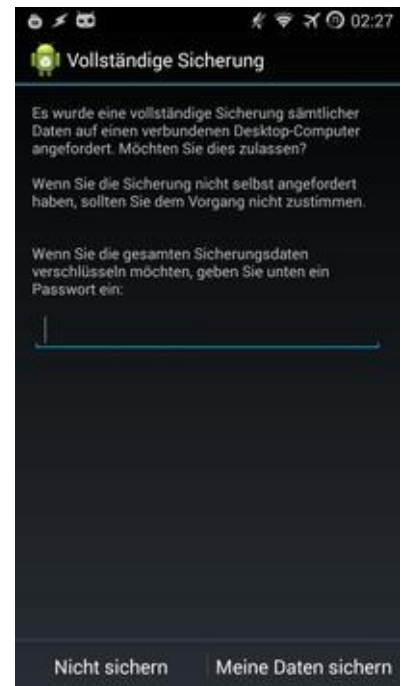 02:27
Vollständige Sicherung
Es wurde eine vollständige Sicherung sämtlicher
Daten auf einen verbundenen Desktop-Computer
angefordert. Möchten Sie dies zulassen?
Wenn Sie die Sicherung nicht selbst angefordert
haben, sollten Sie dem Vorgang nicht zustimmen.
Wenn Sie die gesamten Sicherungsdaten
verschlüsseln möchten, geben Sie unten ein
Passwort ein:
Nicht sichern
Meine Daten sichern